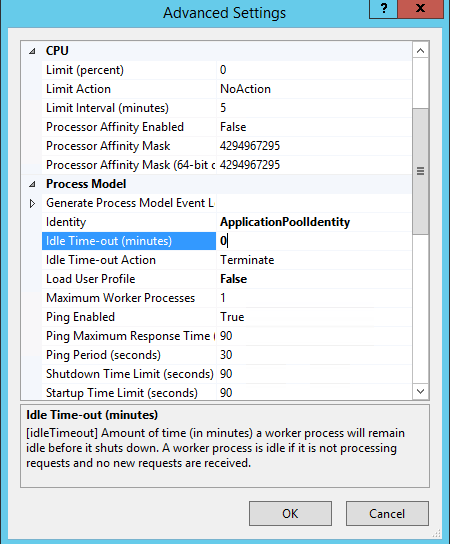 Advanced Settings
?
x
CPU
Limit (percent) 0
Limit Action NoAction
Limit Interval (minutes) 5
Processor Affinity Enabled False
Processor Affinity Mask 4294967295
Processor Affinity Mask (64-bit c 4294967295
Process Model
Generate Process Model Event L
Identity ApplicationPoolIdentity
Idle Time-out (minutes) 0
Idle Time-out Action Terminate
Load User Profile False
Maximum Worker Processes 1
Ping Enabled True
Ping Maximum Response Time ( 90
Ping Period (seconds) 30
Shutdown Time Limit (seconds) 90
Startup Time Limit (seconds) 90
Idle Time-out (minutes)
[idleTimeout] Amount of time (in minutes) a worker process will remain
idle before it shuts down. A worker process is idle if it is not processing
requests and no new requests are received.
OK Cancel